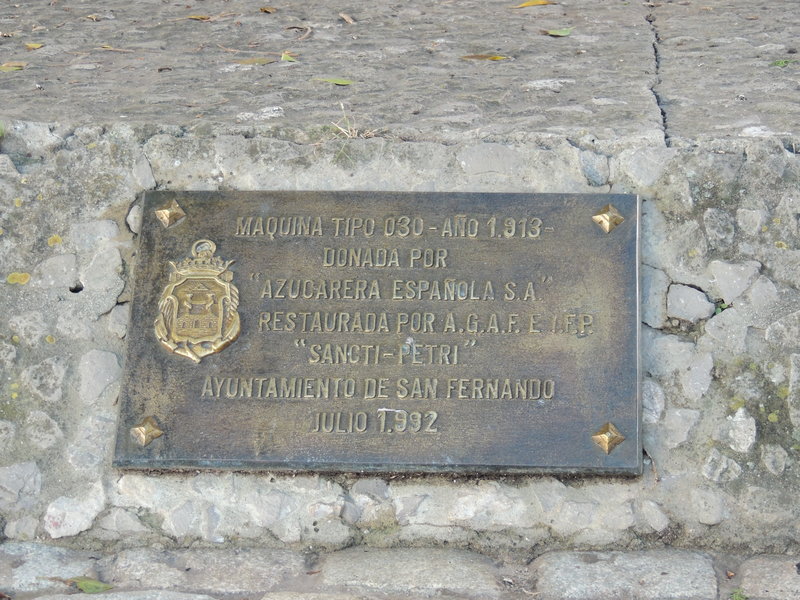 MAQUINA TIPO 030-AÑO 1.913-
DONADA POR
"AZUCARERA ESPAÑOLA S.A."
RESTAURADA POR A.G.A.F. E I.F.P.
"SANCTI-PETRI"
AYUNTAMIENTO DE SAN FERNANDO
JULIO 1.992